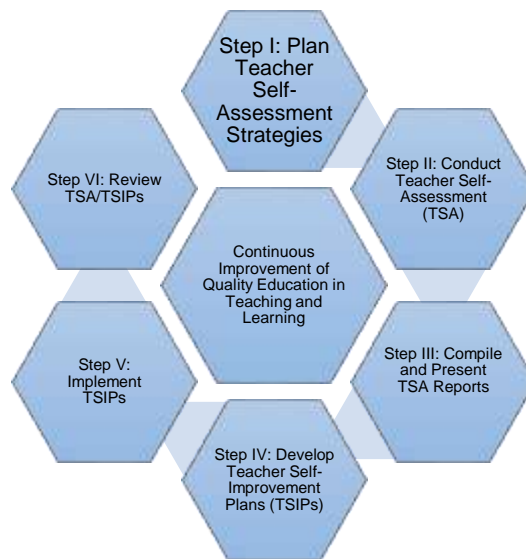 Step I: Plan
Teacher
Self-
Assessment
Strategies
Step II: Conduct
Teacher Self-
Assessment
(TSA)
Step III: Compile
and Present
TSA Reports
Step IV: Develop
Teacher Self-
Improvement
Plans (TSIPs)
Step V:
Implement
TSIPs
Step VI: Review
TSA/TSIPs
Continuous
Improvement of
Quality Education in
Teaching and
Learning